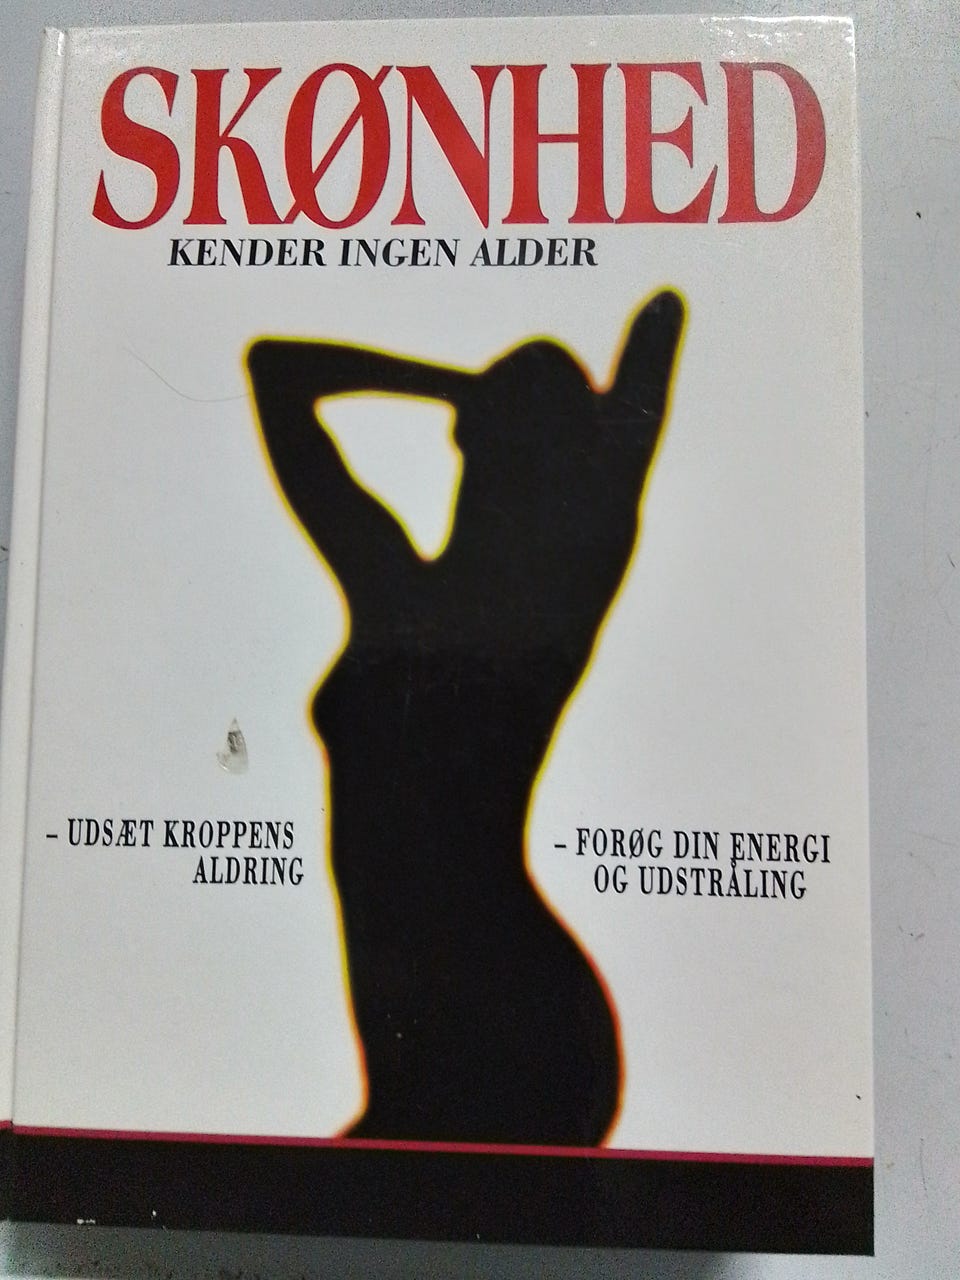 SKØNHED
KENDER INGEN ALDER
– UDSÆT KROPPENS
ALDRING
– FORØG DIN ENERGI
OG UDSTRÅLING